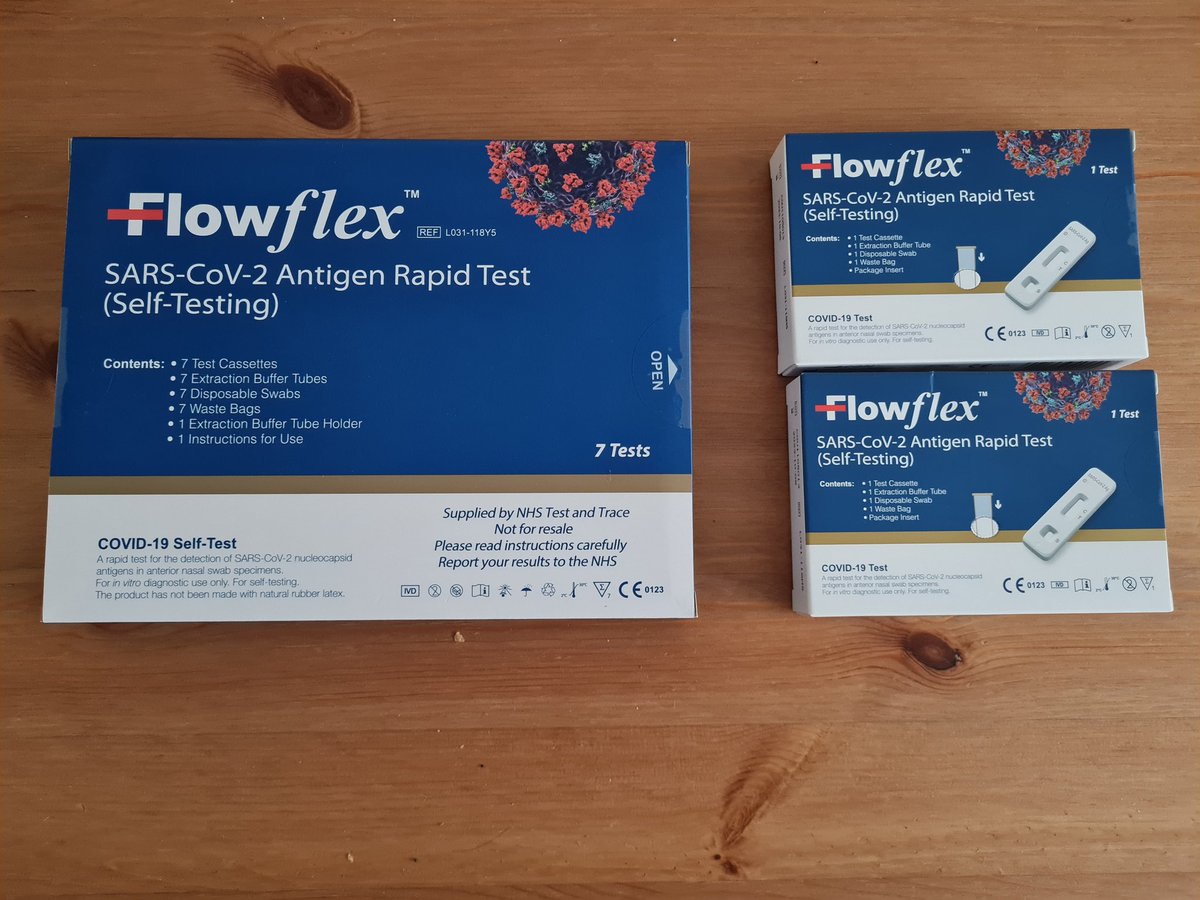 Flowflex™
REF L031-118Y5
SARS-CoV-2 Antigen Rapid Test
(Self-Testing)
Contents: • 7 Test Cassettes
• 7 Extraction Buffer Tubes
• 7 Disposable Swabs
• 7 Waste Bags
• 1 Extraction Buffer Tube Holder
• 1 Instructions for Use
OPEN
7 Tests
Supplied by NHS Test and Trace
Not for resale
Please read instructions carefully
Report your results to the NHS
COVID-19 Self-Test
A rapid test for the detection of SARS-CoV-2 nucleocapsid
antigens in anterior nasal swab specimens.
For in vitro diagnostic use only. For self-testing.
The product has not been made with natural rubber latex.
IVD
CE 0123
Flowflex™
1 Test
SARS-CoV-2 Antigen Rapid Test
(Self-Testing)
Contents: • 1 Test Cassette
• 1 Extraction Buffer Tube
• 1 Disposable Swab
• 1 Waste Bag
• Package Insert
COVID-19 Test
A rapid test for the detection of SARS-CoV-2 nucleocapsid
antigens in anterior nasal swab specimens.
For in vitro diagnostic use only. For self-testing.
CE 0123 IVD
Flowflex™
1 Test
SARS-CoV-2 Antigen Rapid Test
(Self-Testing)
Contents: • 1 Test Cassette
• 1 Extraction Buffer Tube
• 1 Disposable Swab
• 1 Waste Bag
• Package Insert
COVID-19 Test
A rapid test for the detection of SARS-CoV-2 nucleocapsid
antigens in anterior nasal swab specimens.
For in vitro diagnostic use only. For self-testing.
CE 0123 IVD